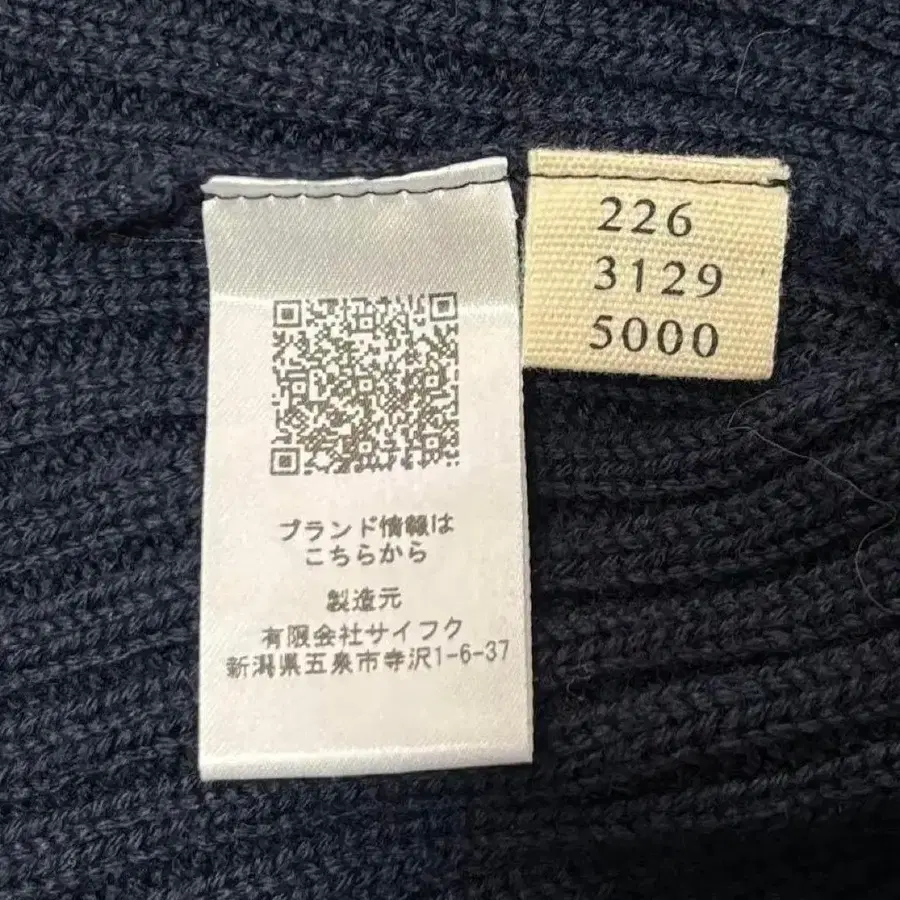 ブランド情報は
こちらから
製造元
有限会社サイフク
新潟県五泉市寺沢1-6-37
226
3129
5000